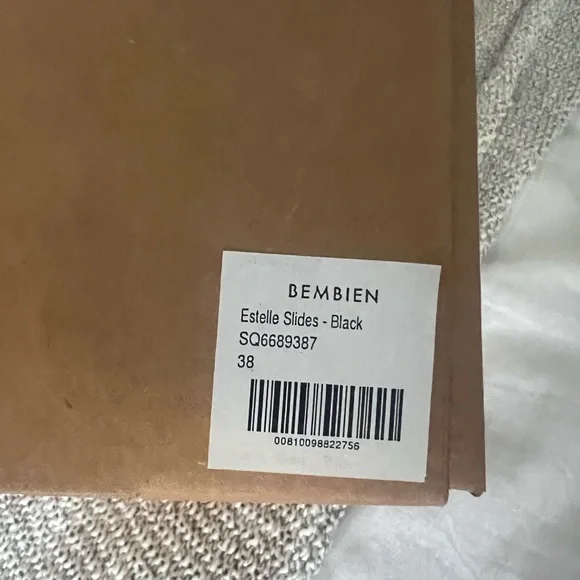 BEMBIEN
Estelle Slides - Black
SQ6689387
38
00810098822756